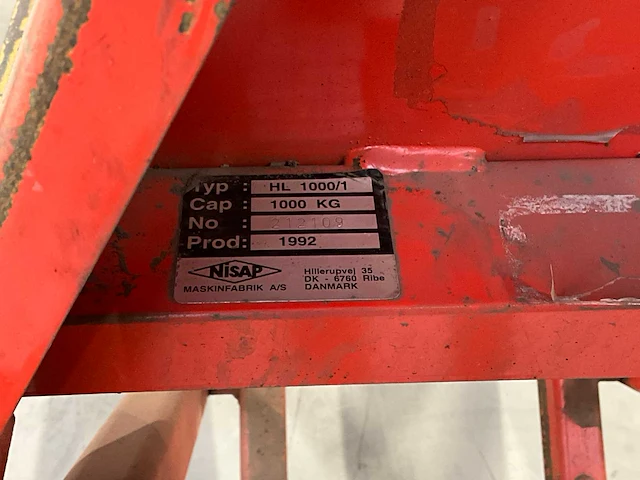 Typ : HL 1000/1
Cap : 1000 KG
No : 212109
Prod: 1992
NISAP
MASKINFABRIK A/S
Hillerupvej 35
DK - 6760 Ribe
DANMARK